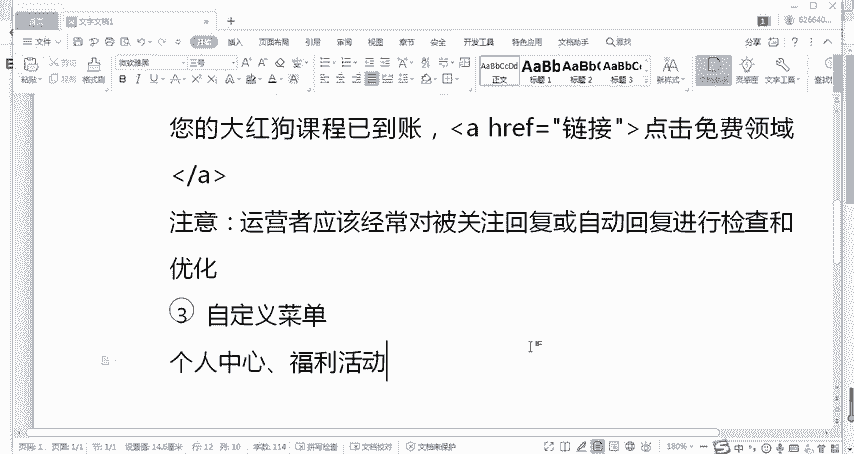 文字文稿1
626640...
文件
开始
插入
页面布局
引用
审阅
视图
章节
安全
开发工具
特色应用
文档助手
查找
分享
粘贴
剪切
复制
格式刷
微软雅黑
三号
AaBbCcDd
正文
AaBb
标题 1
AaBb(
标题 2
AaBbC
标题 3
新样式
文字工具
您的大红狗课程已到账，<a href="链接">点击免费领域
</a>
注意：运营者应该经常对被关注回复或自动回复进行检查和
优化
③ 自定义菜单
个人中心、福利活动
页码: 1
页面: 1/1
节: 1/1
设置值: 14.6厘米
行: 12
列: 10
字数: 114
拼写检查
文档校对
文档未保护
180%
中